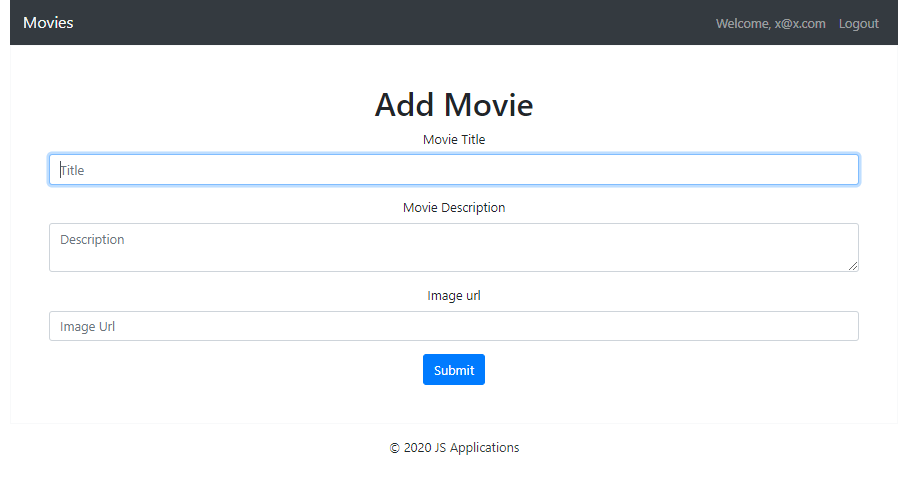 Movies Welcome, x@x.com Logout
Add Movie
Movie Title
Title
Movie Description
Description
Image url
Image Url
Submit
© 2020 JS Applications